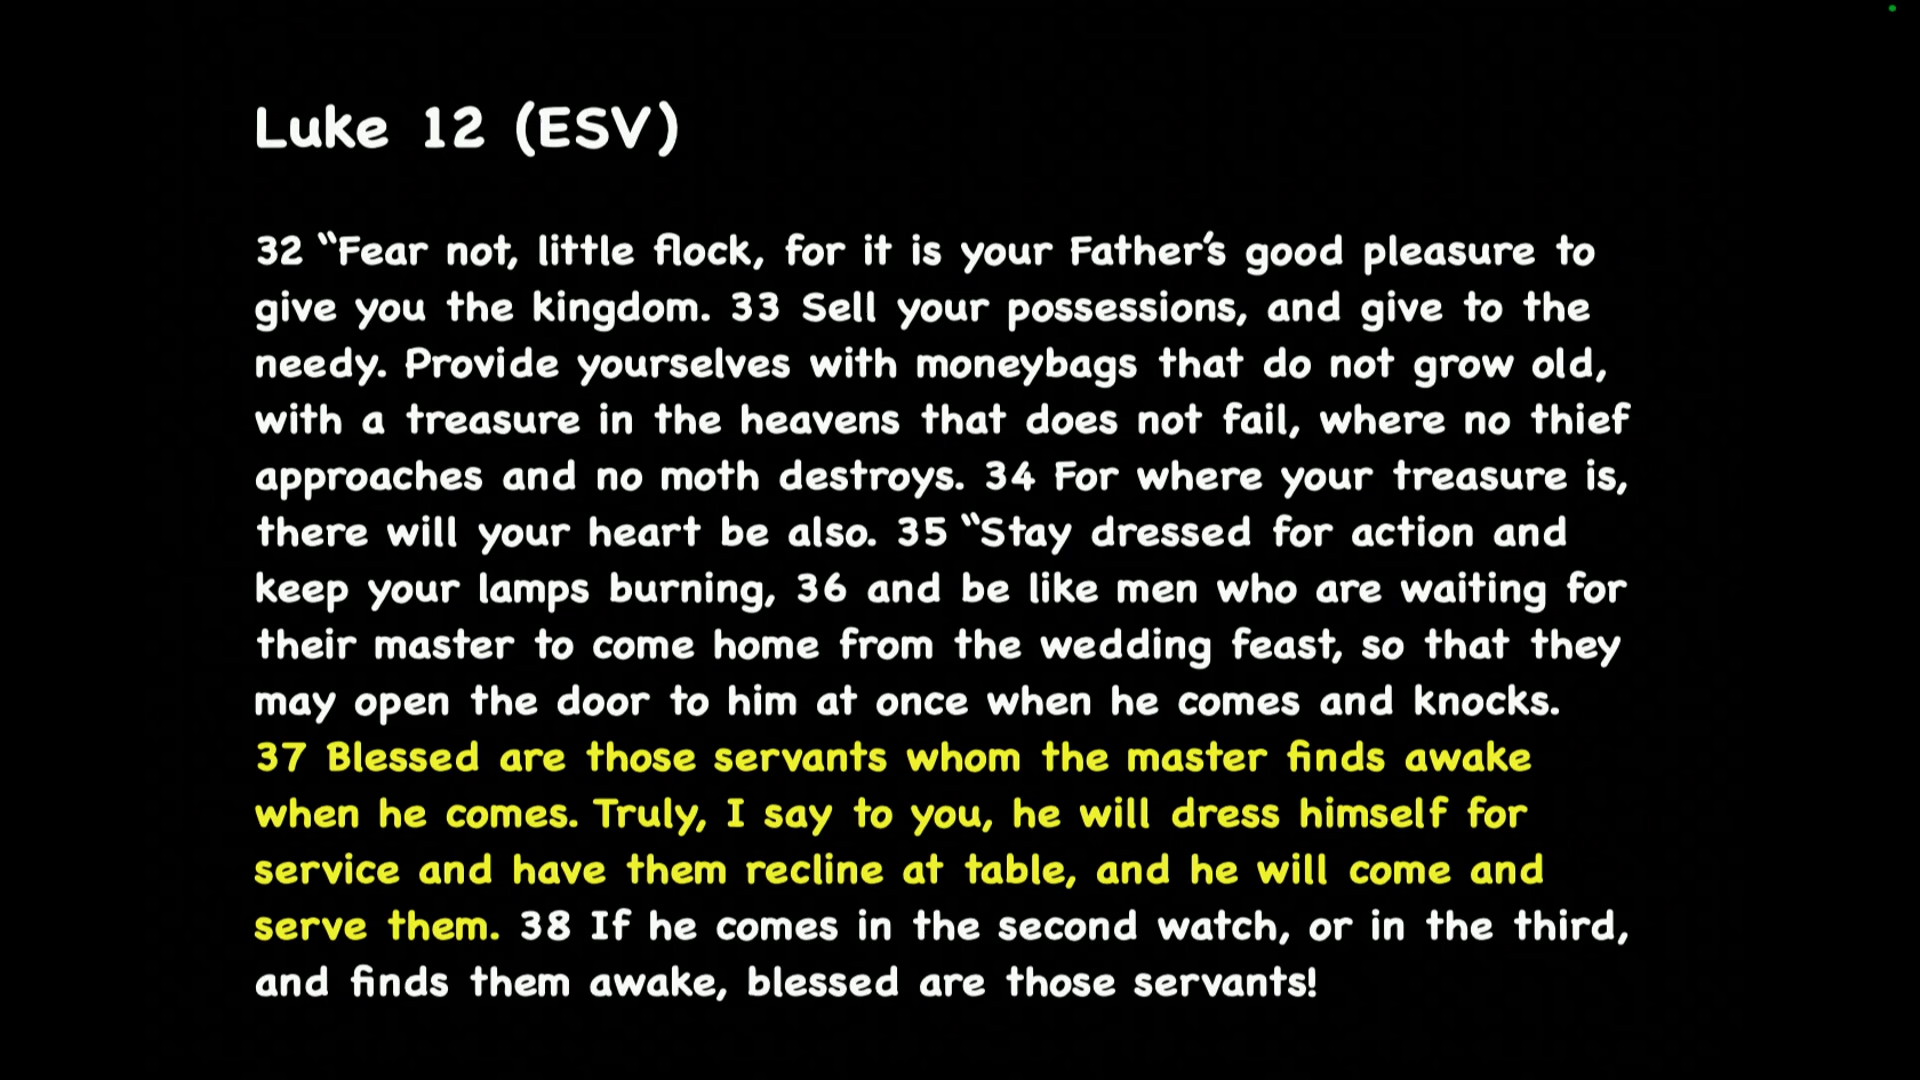 Luke 12 (ESV)
32 “Fear not, little flock, for it is your Father’s good pleasure to
give you the kingdom. 33 Sell your possessions, and give to the
needy. Provide yourselves with moneybags that do not grow old,
with a treasure in the heavens that does not fail, where no thief
approaches and no moth destroys. 34 For where your treasure is,
there will your heart be also. 35 “Stay dressed for action and
keep your lamps burning, 36 and be like men who are waiting for
their master to come home from the wedding feast, so that they
may open the door to him at once when he comes and knocks.
37 Blessed are those servants whom the master finds awake
when he comes. Truly, I say to you, he will dress himself for
service and have them recline at table, and he will come and
serve them. 38 If he comes in the second watch, or in the third,
and finds them awake, blessed are those servants!